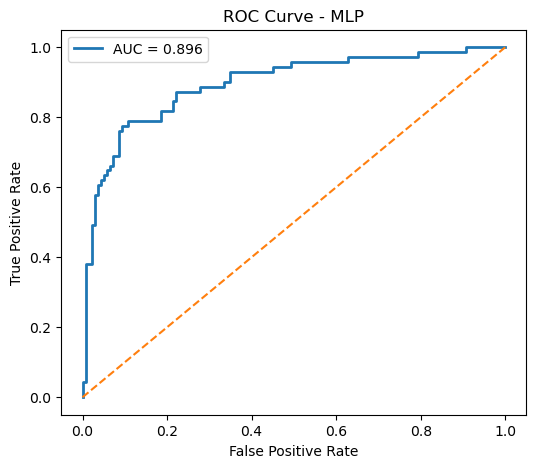 ROC Curve - MLP
AUC = 0.896
True Positive Rate
1.0
0.8
0.6
0.4
0.2
0.0
0.0 0.2 0.4 0.6 0.8 1.0
False Positive Rate